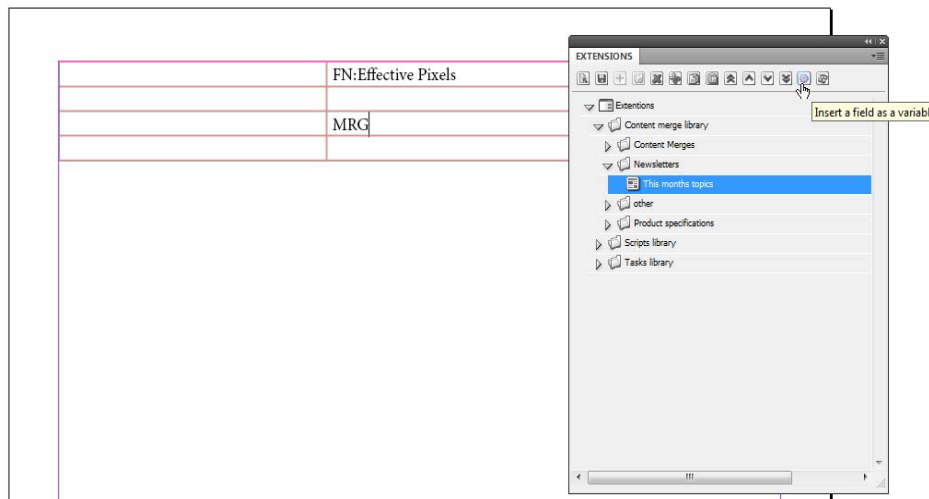 FN:Effective Pixels
MRG
EXTENSIONS
Insert a field as a variabl
Extentions
Content merge library
Content Merges
Newsletters
This months topics
other
Product specifications
Scripts library
Tasks library